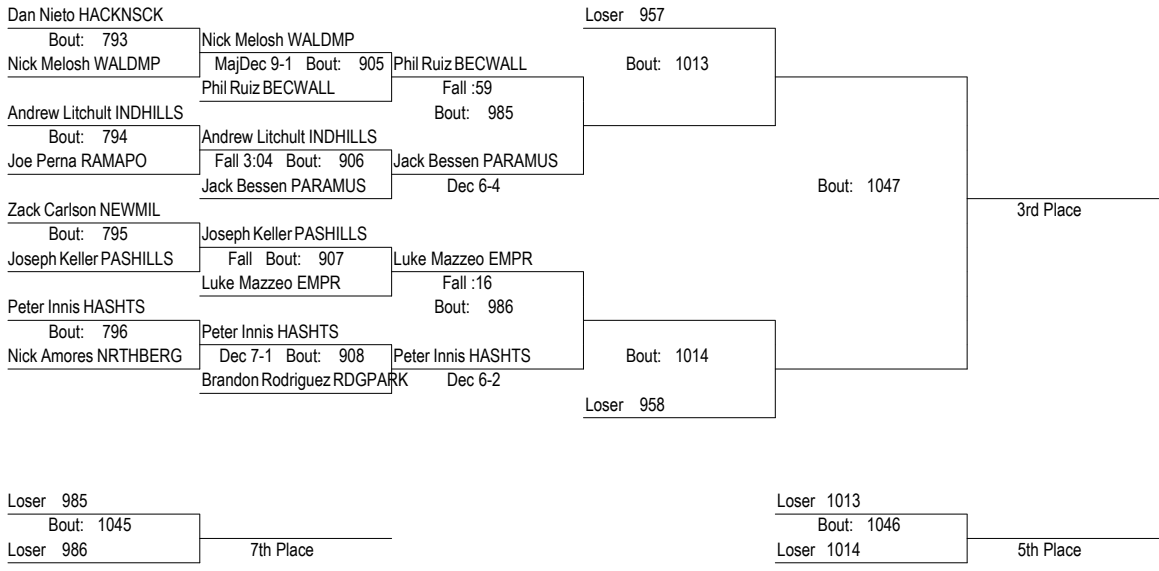 Dan Nieto HACKNSCK
Loser 957
Bout: 793
Nick Melosh WALDMP
Nick Melosh WALDMP
MajDec 9-1 Bout: 905
Phil Ruiz BECWALL
Bout: 1013
Phil Ruiz BECWALL
Fall :59
Andrew Litchult INDHILLS
Bout: 985
Bout: 794
Andrew Litchult INDHILLS
Joe Perna RAMAPO
Fall 3:04 Bout: 906
Jack Bessen PARAMUS
Jack Bessen PARAMUS
Dec 6-4
Bout: 1047
Zack Carlson NEWMIL
3rd Place
Bout: 795
Joseph Keller PASHILLS
Joseph Keller PASHILLS
Fall Bout: 907
Luke Mazzeo EMPR
Luke Mazzeo EMPR
Fall :16
Peter Innis HASHTS
Bout: 986
Bout: 796
Peter Innis HASHTS
Nick Amores NRTHBERG
Dec 7-1 Bout: 908
Peter Innis HASHTS
Bout: 1014
Brandon Rodriguez RDGPARK
Dec 6-2
Loser 958
Loser 985
Loser 1013
Bout: 1045
Bout: 1046
Loser 986
7th Place
Loser 1014
5th Place